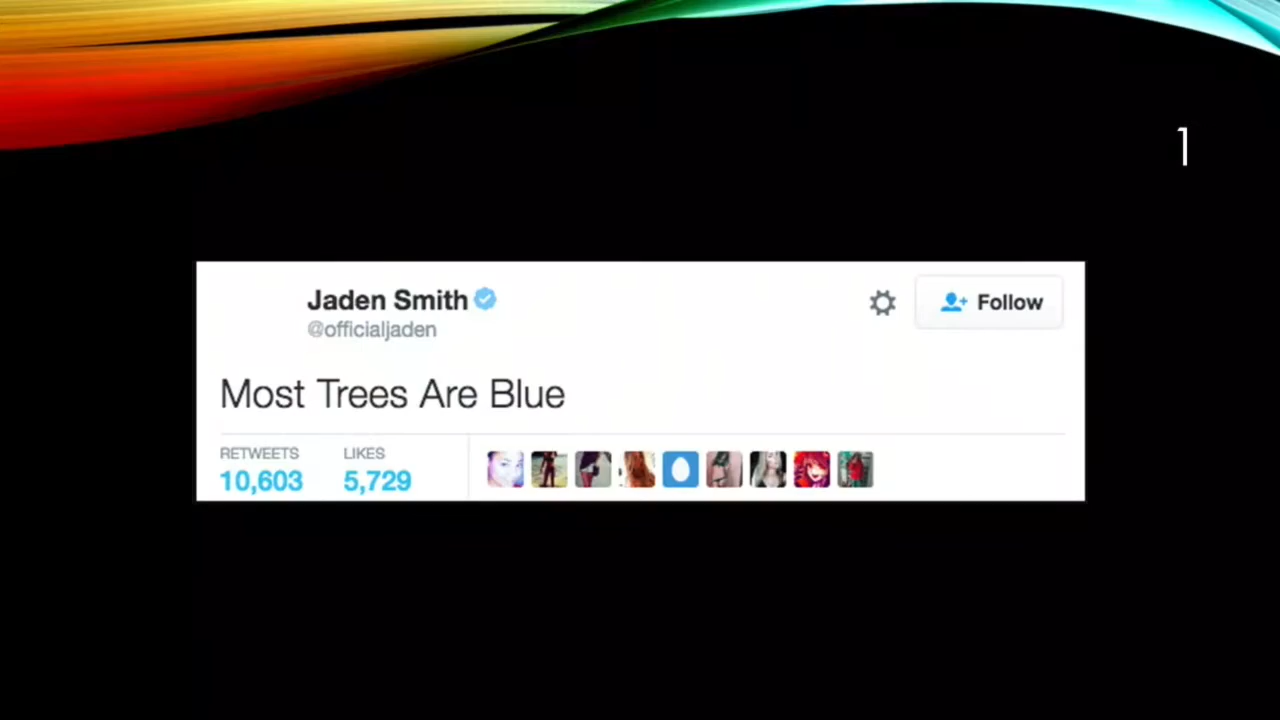 1
Jaden Smith
@officialjaden
Follow
Most Trees Are Blue
RETWEETS LIKES
10,603 5,729